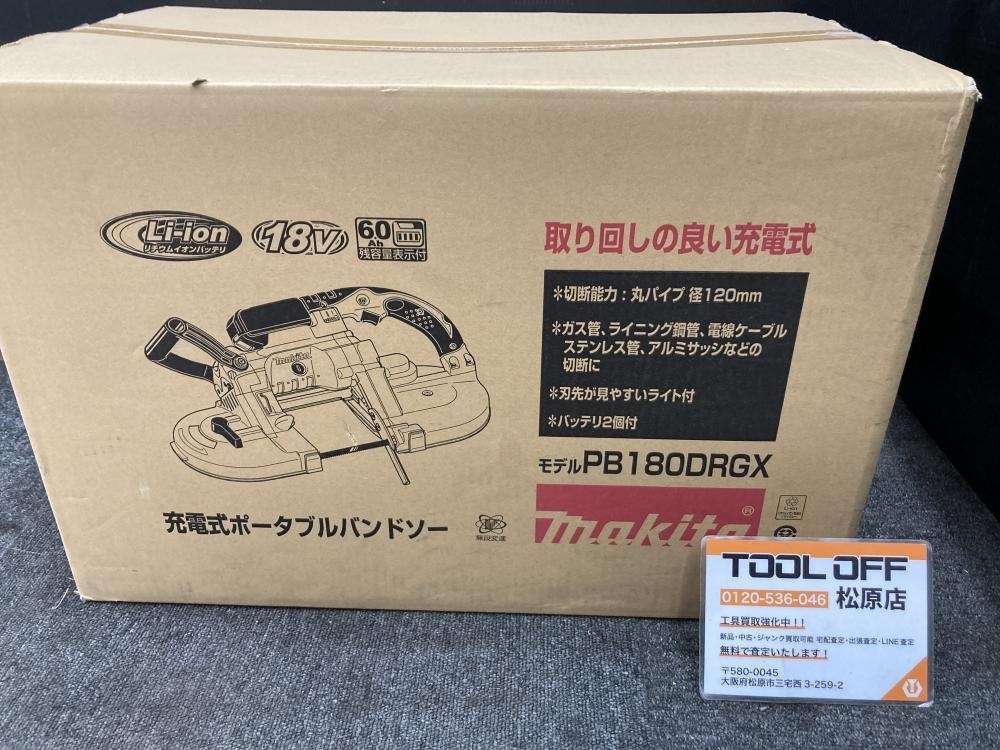 Li-ion
リチウムイオンバッテリ
18V
6.0
Ah
残容量表示付
取り回しの良い充電式
*切断能力：丸パイプ 径120mm
*ガス管、ライニング鋼管、電線ケーブル
ステンレス管、アルミサッシなどの
切断に
*刃先が見やすいライト付
*バッテリ2個付
makita
モデルPB180DRGX
makita®
充電式ポータブルバンドソー
無段変速
TOOL OFF
0120-536-046 松原店
工具買取強化中！！
新品・中古・ジャンク買取可能 宅配査定・出張査定・LINE査定
無料で査定いたします！
〒580-0045
大阪府松原市三宅西 3-259-2